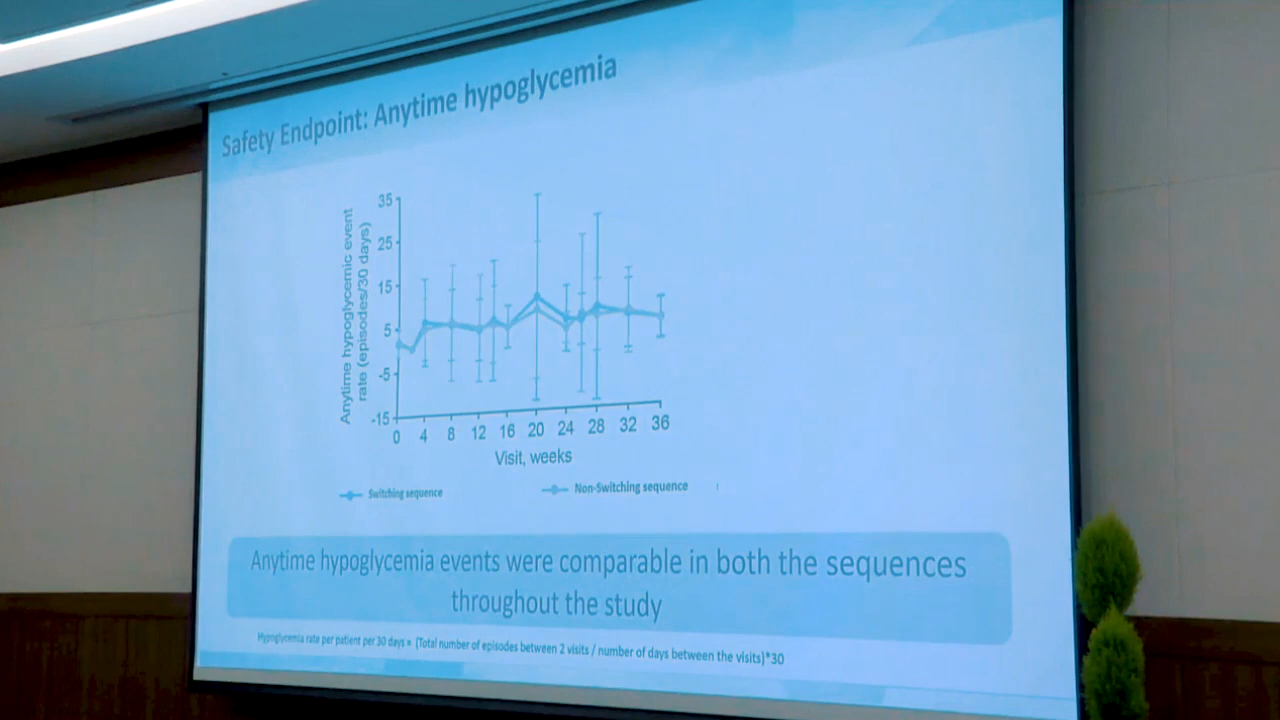 Safety Endpoint: Anytime hypoglycemia
Anytime hypoglycemic event
rate (episodes/30 days)
35
25
15
5
-5
-15
0 4 8 12 16 20 24 28 32 36
Visit, weeks
Switching sequence
Non-Switching sequence
Anytime hypoglycemia events were comparable in both the sequences
throughout the study
Hypoglycemia rate per patient per 30 days = (Total number of episodes between 2 visits / number of days between the visits)*30